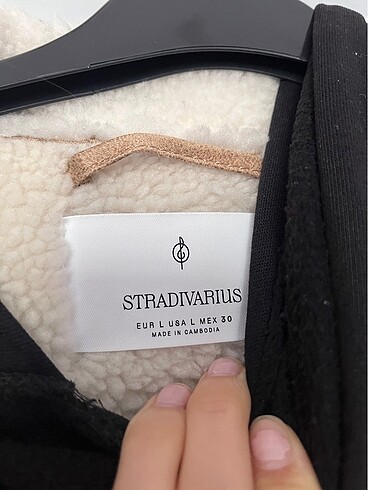 STRADIVARIUS
EUR L USA L MEX 30
MADE IN CAMBODIA